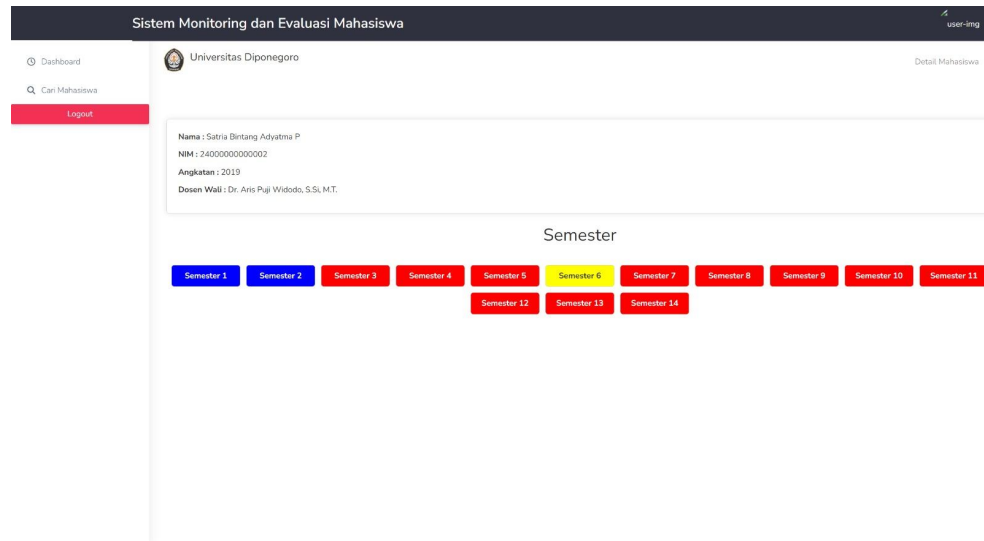 Sistem Monitoring dan Evaluasi Mahasiswa
user-img
Dashboard
Cari Mahasiswa
Logout
Universitas Diponegoro
Detail Mahasiswa
Nama : Satria Bintang Adyatma P
NIM : 24000000000002
Angkatan : 2019
Dosen Wali : Dr. Aris Puji Widodo, S.Si, M.T.
Semester
Semester 1 Semester 2 Semester 3 Semester 4 Semester 5 Semester 6 Semester 7 Semester 8 Semester 9 Semester 10 Semester 11
Semester 12 Semester 13 Semester 14